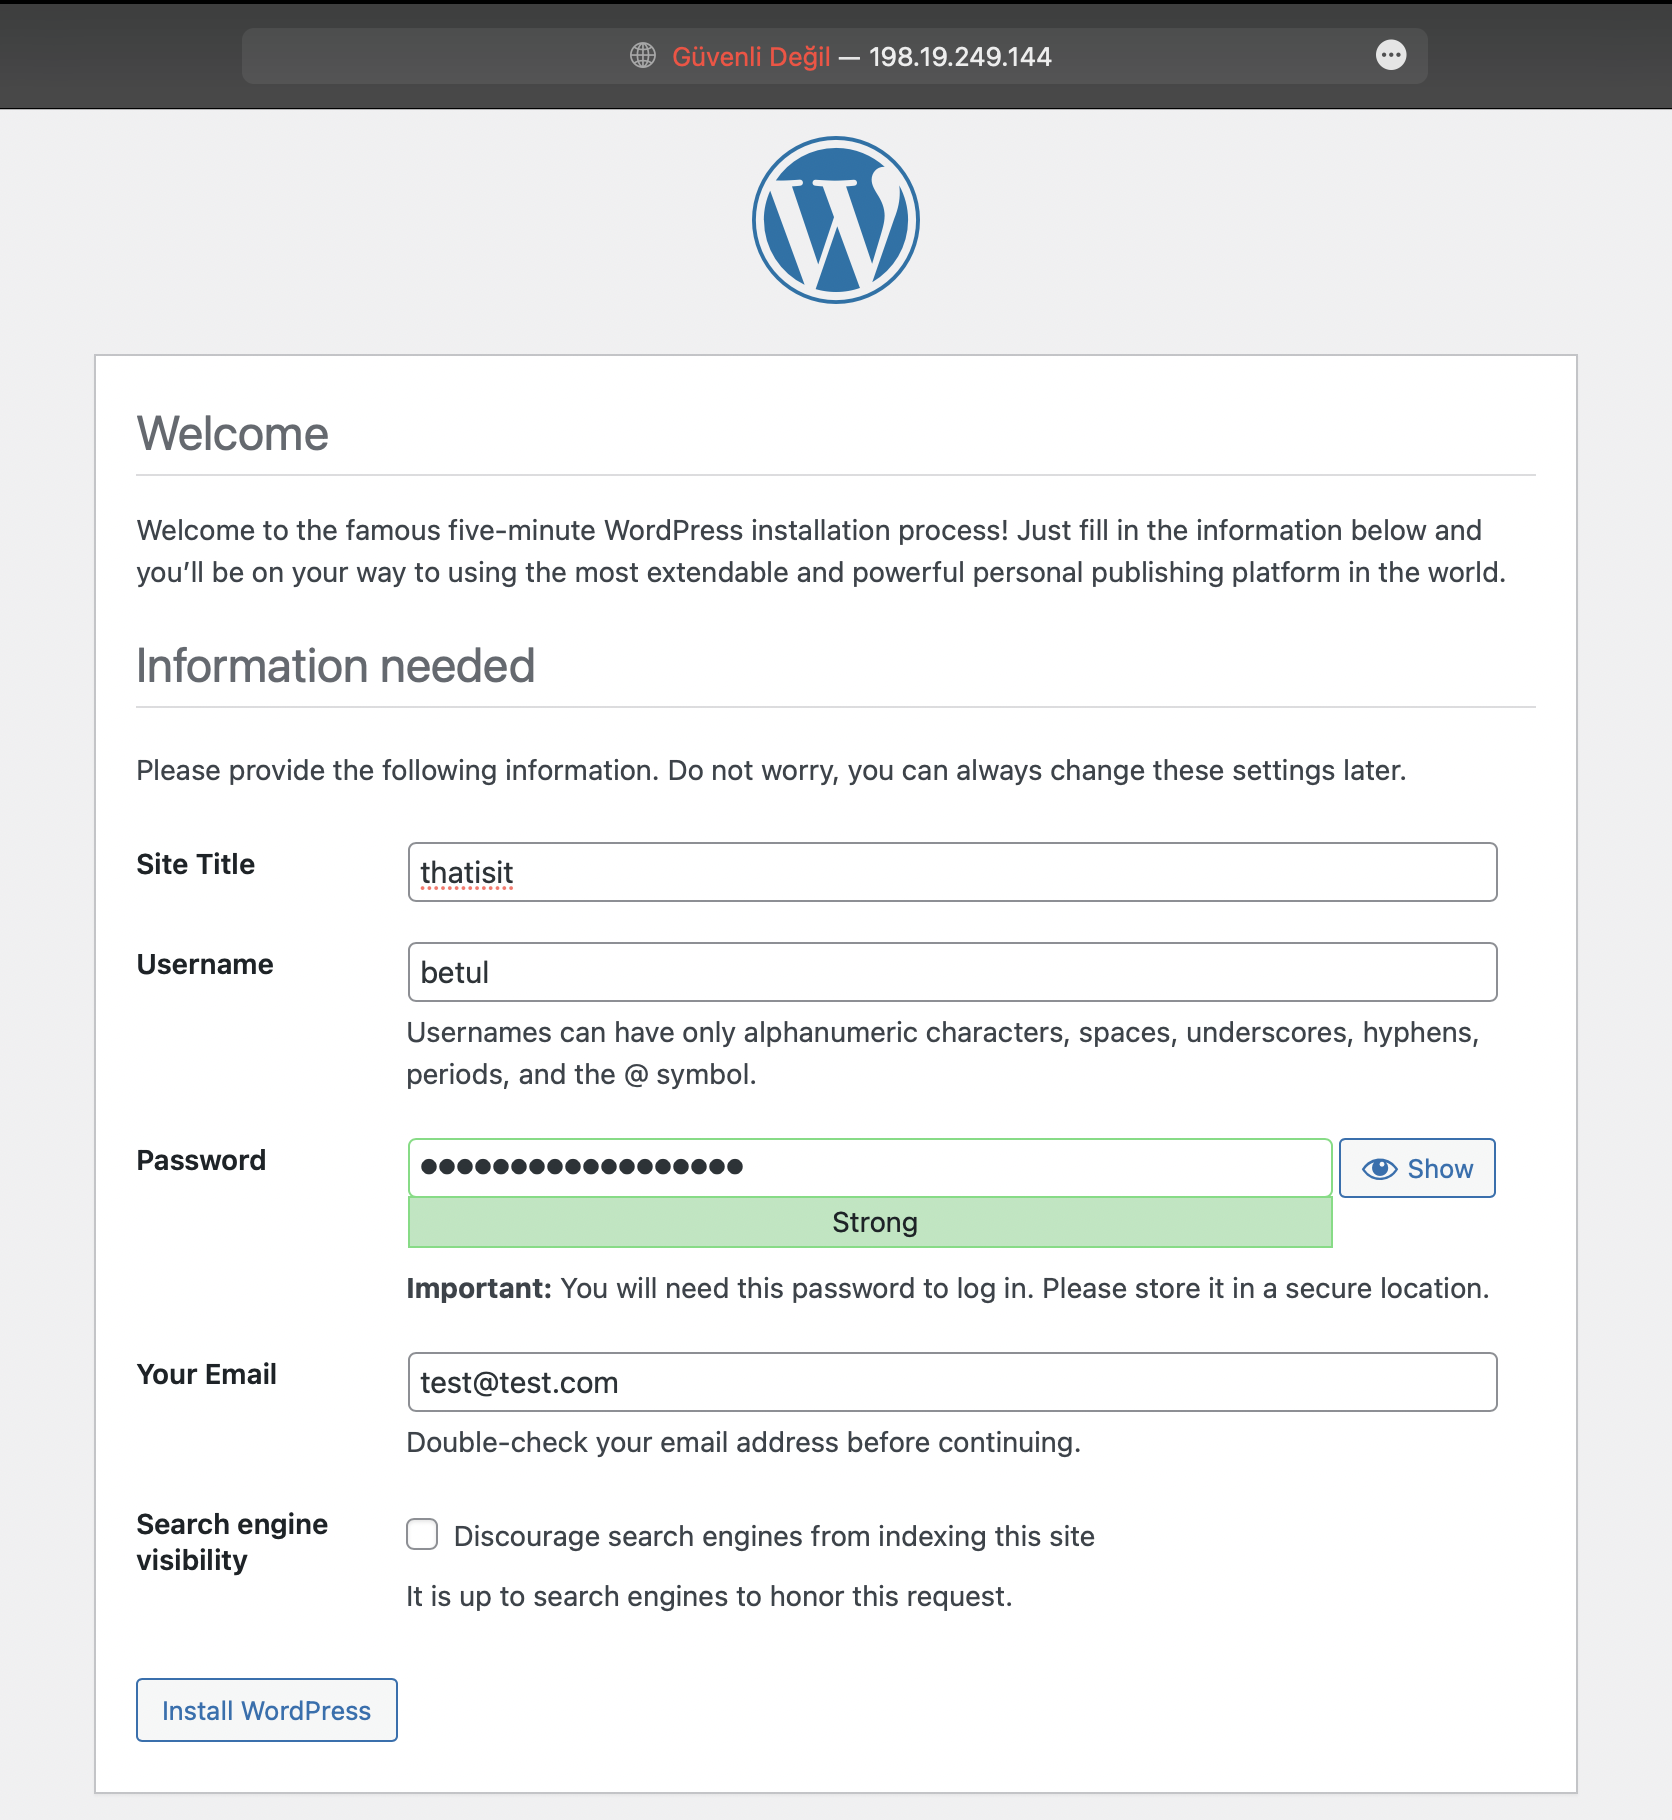 Güvenli Değil — 198.19.249.144
Welcome
Welcome to the famous five-minute WordPress installation process! Just fill in the information below and
you’ll be on your way to using the most extendable and powerful personal publishing platform in the world.
Information needed
Please provide the following information. Do not worry, you can always change these settings later.
Site Title
thatisit
Username
betul
Usernames can have only alphanumeric characters, spaces, underscores, hyphens,
periods, and the @ symbol.
Password
●●●●●●●●●●●●●●●●●●
Show
Strong
Important: You will need this password to log in. Please store it in a secure location.
Your Email
test@test.com
Double-check your email address before continuing.
Search engine
visibility
Discourage search engines from indexing this site
It is up to search engines to honor this request.
Install WordPress